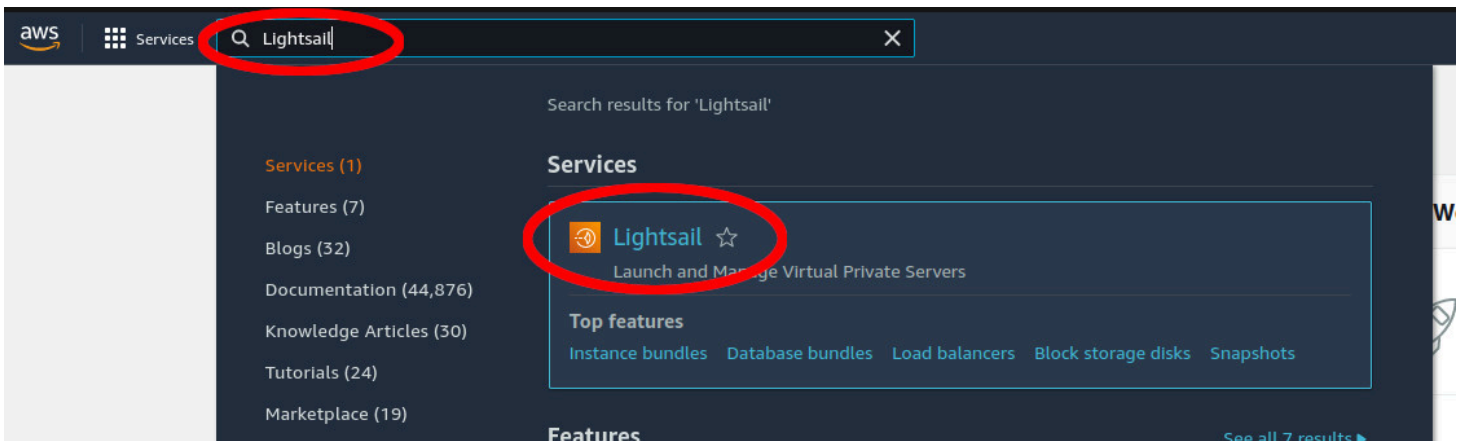 aws
Services
Lightsail
Search results for 'Lightsail'
Services (1)
Features (7)
Blogs (32)
Documentation (44,876)
Knowledge Articles (30)
Tutorials (24)
Marketplace (19)
Services
Lightsail
Launch and Manage Virtual Private Servers
Top features
Instance bundles Database bundles Load balancers Block storage disks Snapshots
Features
See all 7 results